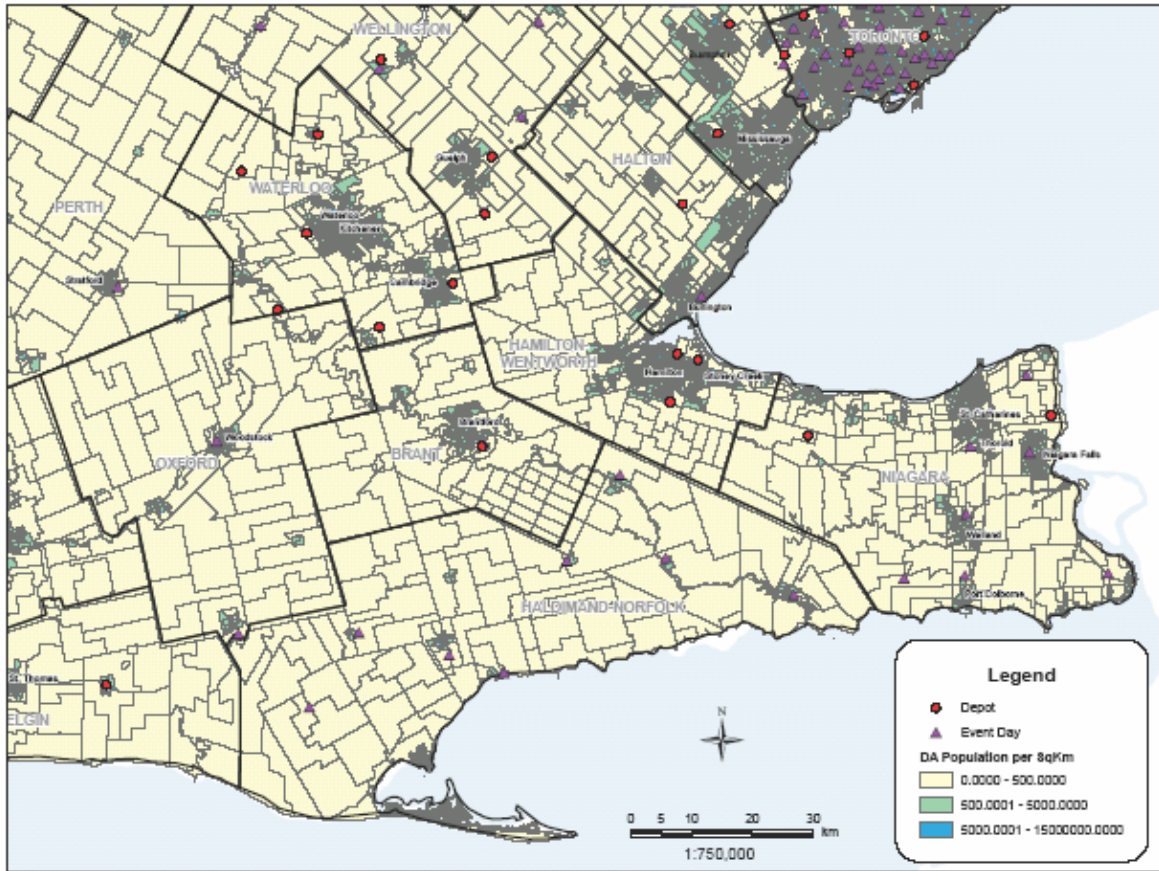 WELLINGTON
TORONTO
Brampton
Mississauga
Guelph
HALTON
WATERLOO
Waterloo
Kitchener
PERTH
Stratford
Cambridge
Burlington
HAMILTON-
WENTWORTH
Hamilton
Stoney Creek
Brantford
BRANT
Woodstock
OXFORD
St. Catharines
Thorold
Niagara Falls
NIAGARA
Welland
Port Colborne
HALDIMAND-NORFOLK
St. Thomas
ELGIN
N
0 5 10 20 30
km
1:750,000
Legend
Depot
Event Day
DA Population per SqKm
0.0000 - 500.0000
500.0001 - 5000.0000
5000.0001 - 15000000.0000